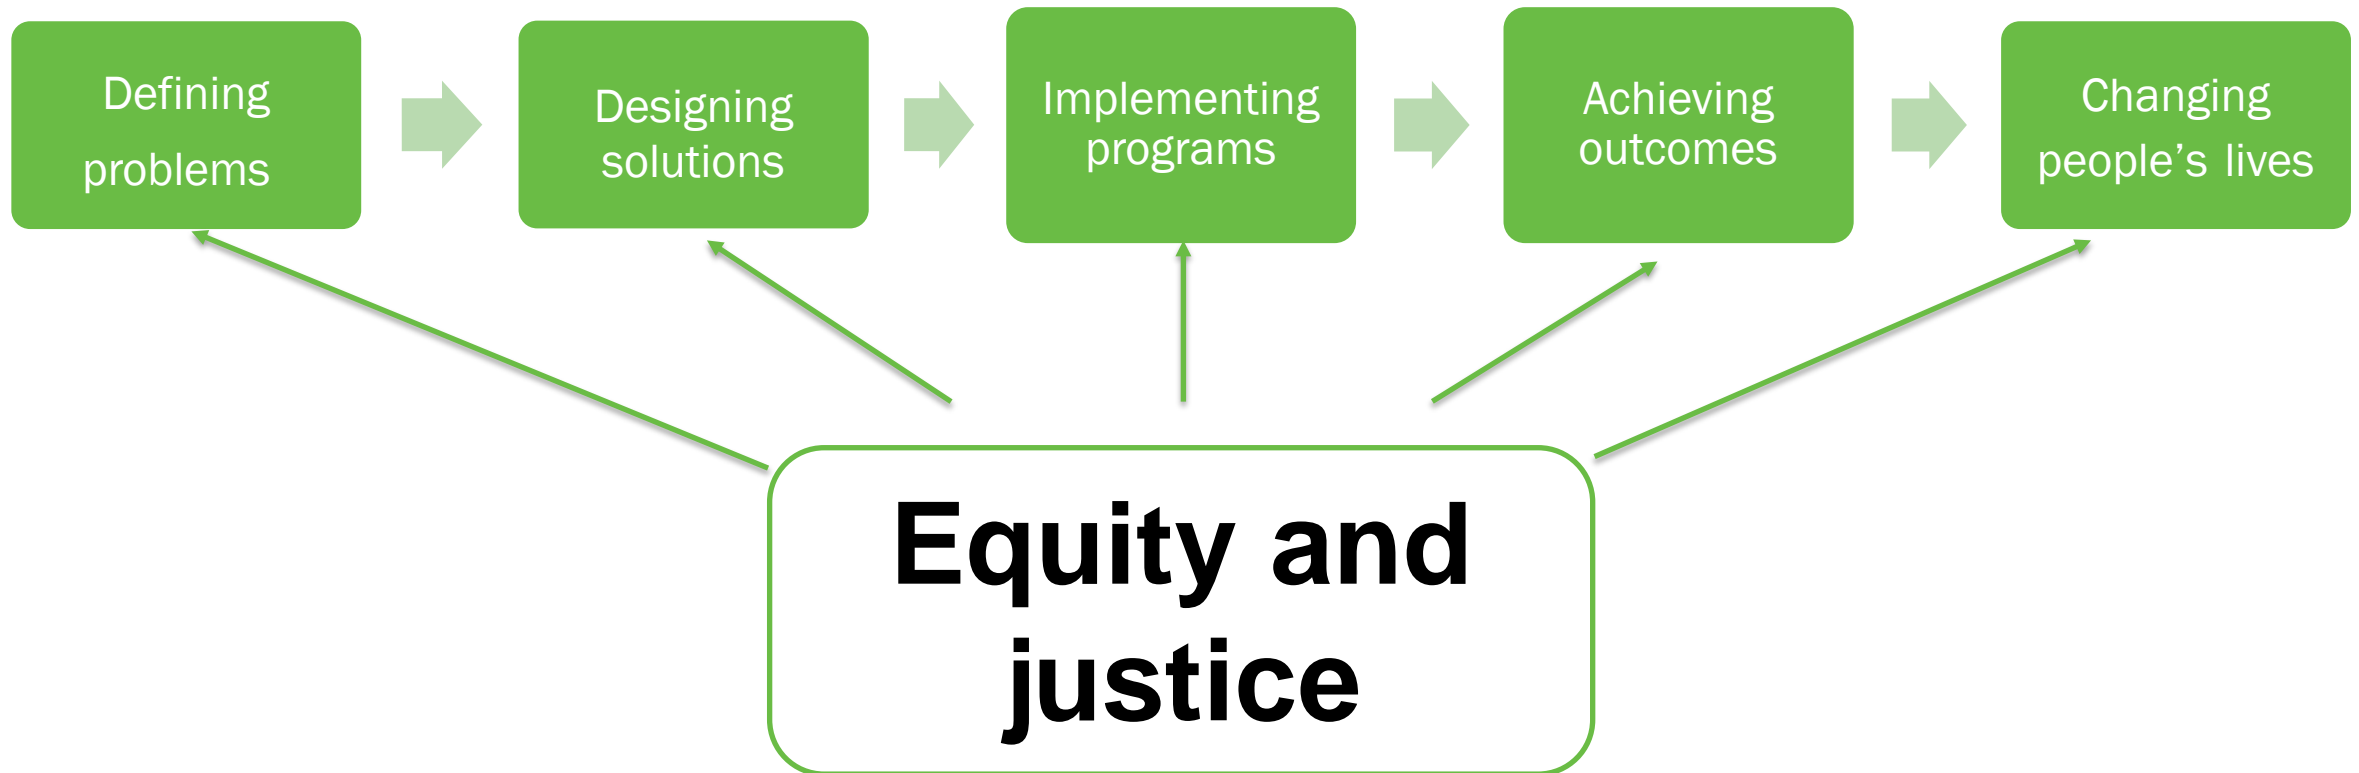 Defining
problems
Designing
solutions
Implementing
programs
Achieving
outcomes
Changing
people’s lives
Equity and
justice